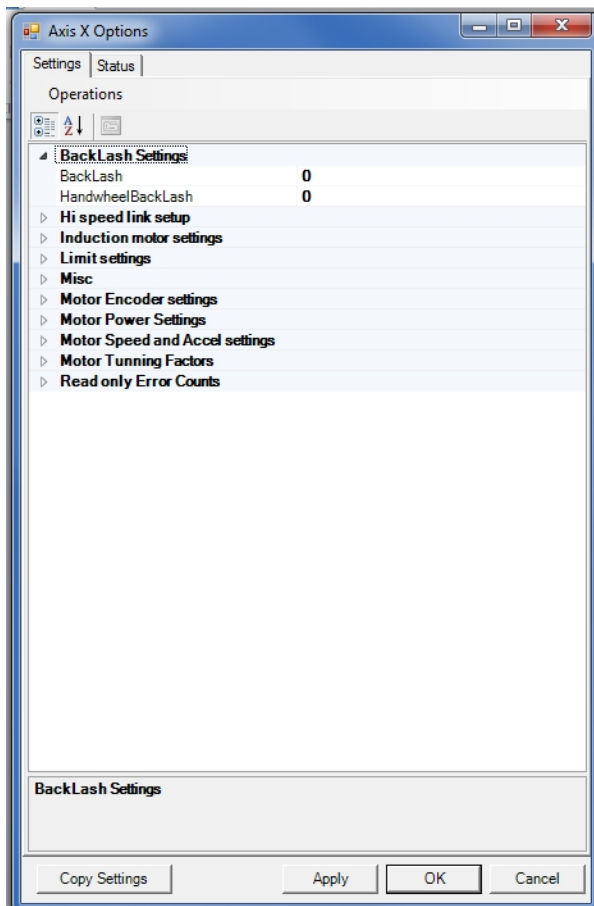 Axis X Options
Settings Status
Operations
BackLash Settings
BackLash 0
HandwheelBackLash 0
Hi speed link setup
Induction motor settings
Limit settings
Misc
Motor Encoder settings
Motor Power Settings
Motor Speed and Accel settings
Motor Tunning Factors
Read only Error Counts
BackLash Settings
Copy Settings Apply OK Cancel